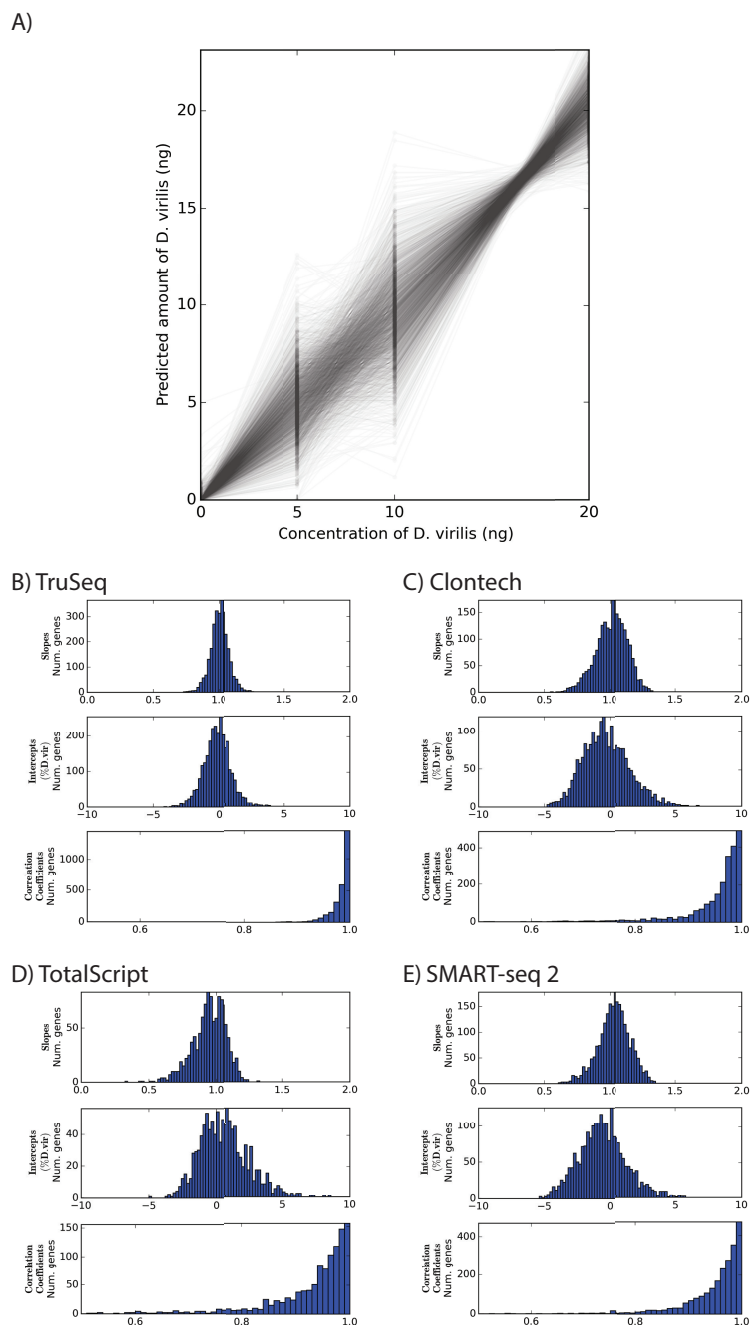 A)
20
15
10
5
0
Predicted amount of D. virilis (ng)
0 5 10 20
Concentration of D. virilis (ng)
B) TruSeq
Slopes
Num. genes
300
200
100
0
0.0 0.5 1.0 1.5 2.0
Intercepts
(%D.vir)
Num. genes
200
100
0
−10 −5 0 5 10
Correation
Coefficients
Num. genes
1000
500
0
0.6 0.8 1.0
C) Clontech
Slopes
Num. genes
150
100
50
0
0.0 0.5 1.0 1.5 2.0
Intercepts
(%D.vir)
Num. genes
100
50
0
−10 −5 0 5 10
Correation
Coefficients
Num. genes
400
200
0
0.6 0.8 1.0
D) TotalScript
Slopes
Num. genes
50
0
0.0 0.5 1.0 1.5 2.0
Intercepts
(%D.vir)
Num. genes
40
20
0
−10 −5 0 5 10
Correlation
Coefficients
Num. genes
150
100
50
0
0.6 0.8 1.0
E) SMART-seq 2
Slopes
Num. genes
150
100
50
0
0.0 0.5 1.0 1.5 2.0
Intercepts
(%D.vir)
Num. genes
100
50
0
−10 −5 0 5 10
Correlation
Coefficients
Num. genes
400
200
0
0.6 0.8 1.0